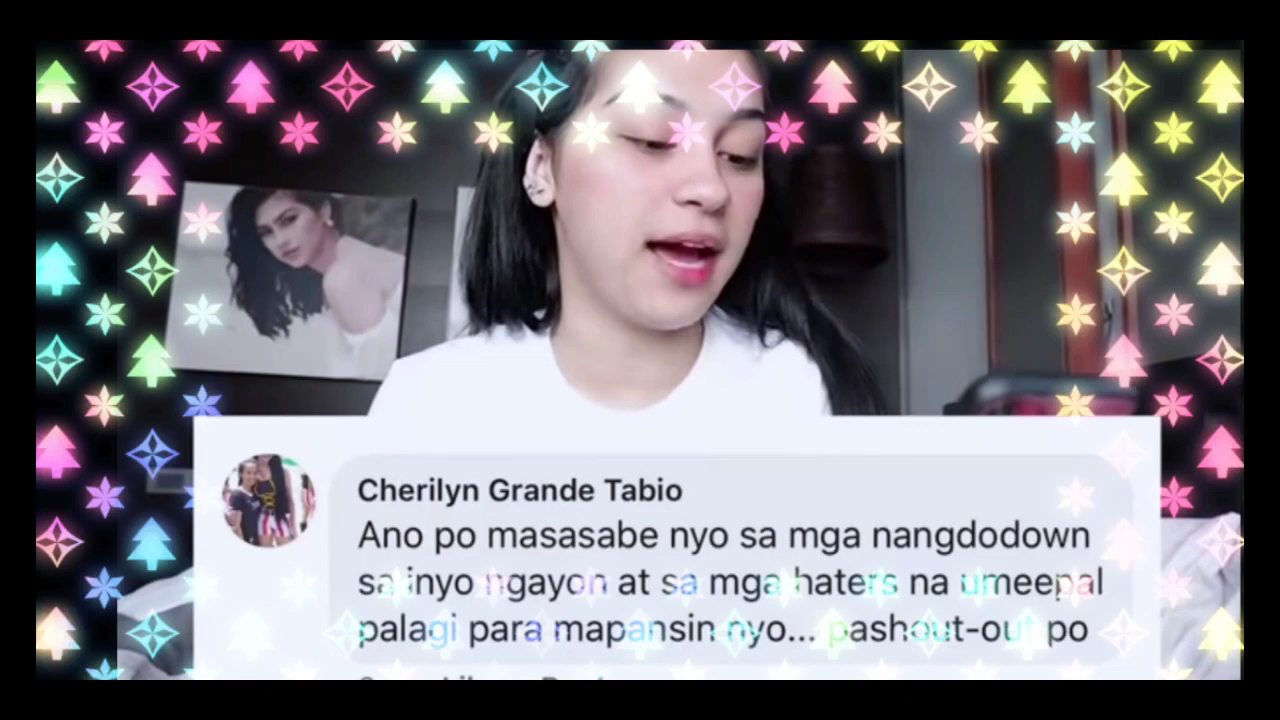 Cherilyn Grande Tabio
Ano po masasabe nyo sa mga nangdodown
sa inyo ngayon at sa mga haters na umeepal
palagi para mapansin nyo... pashout-out po